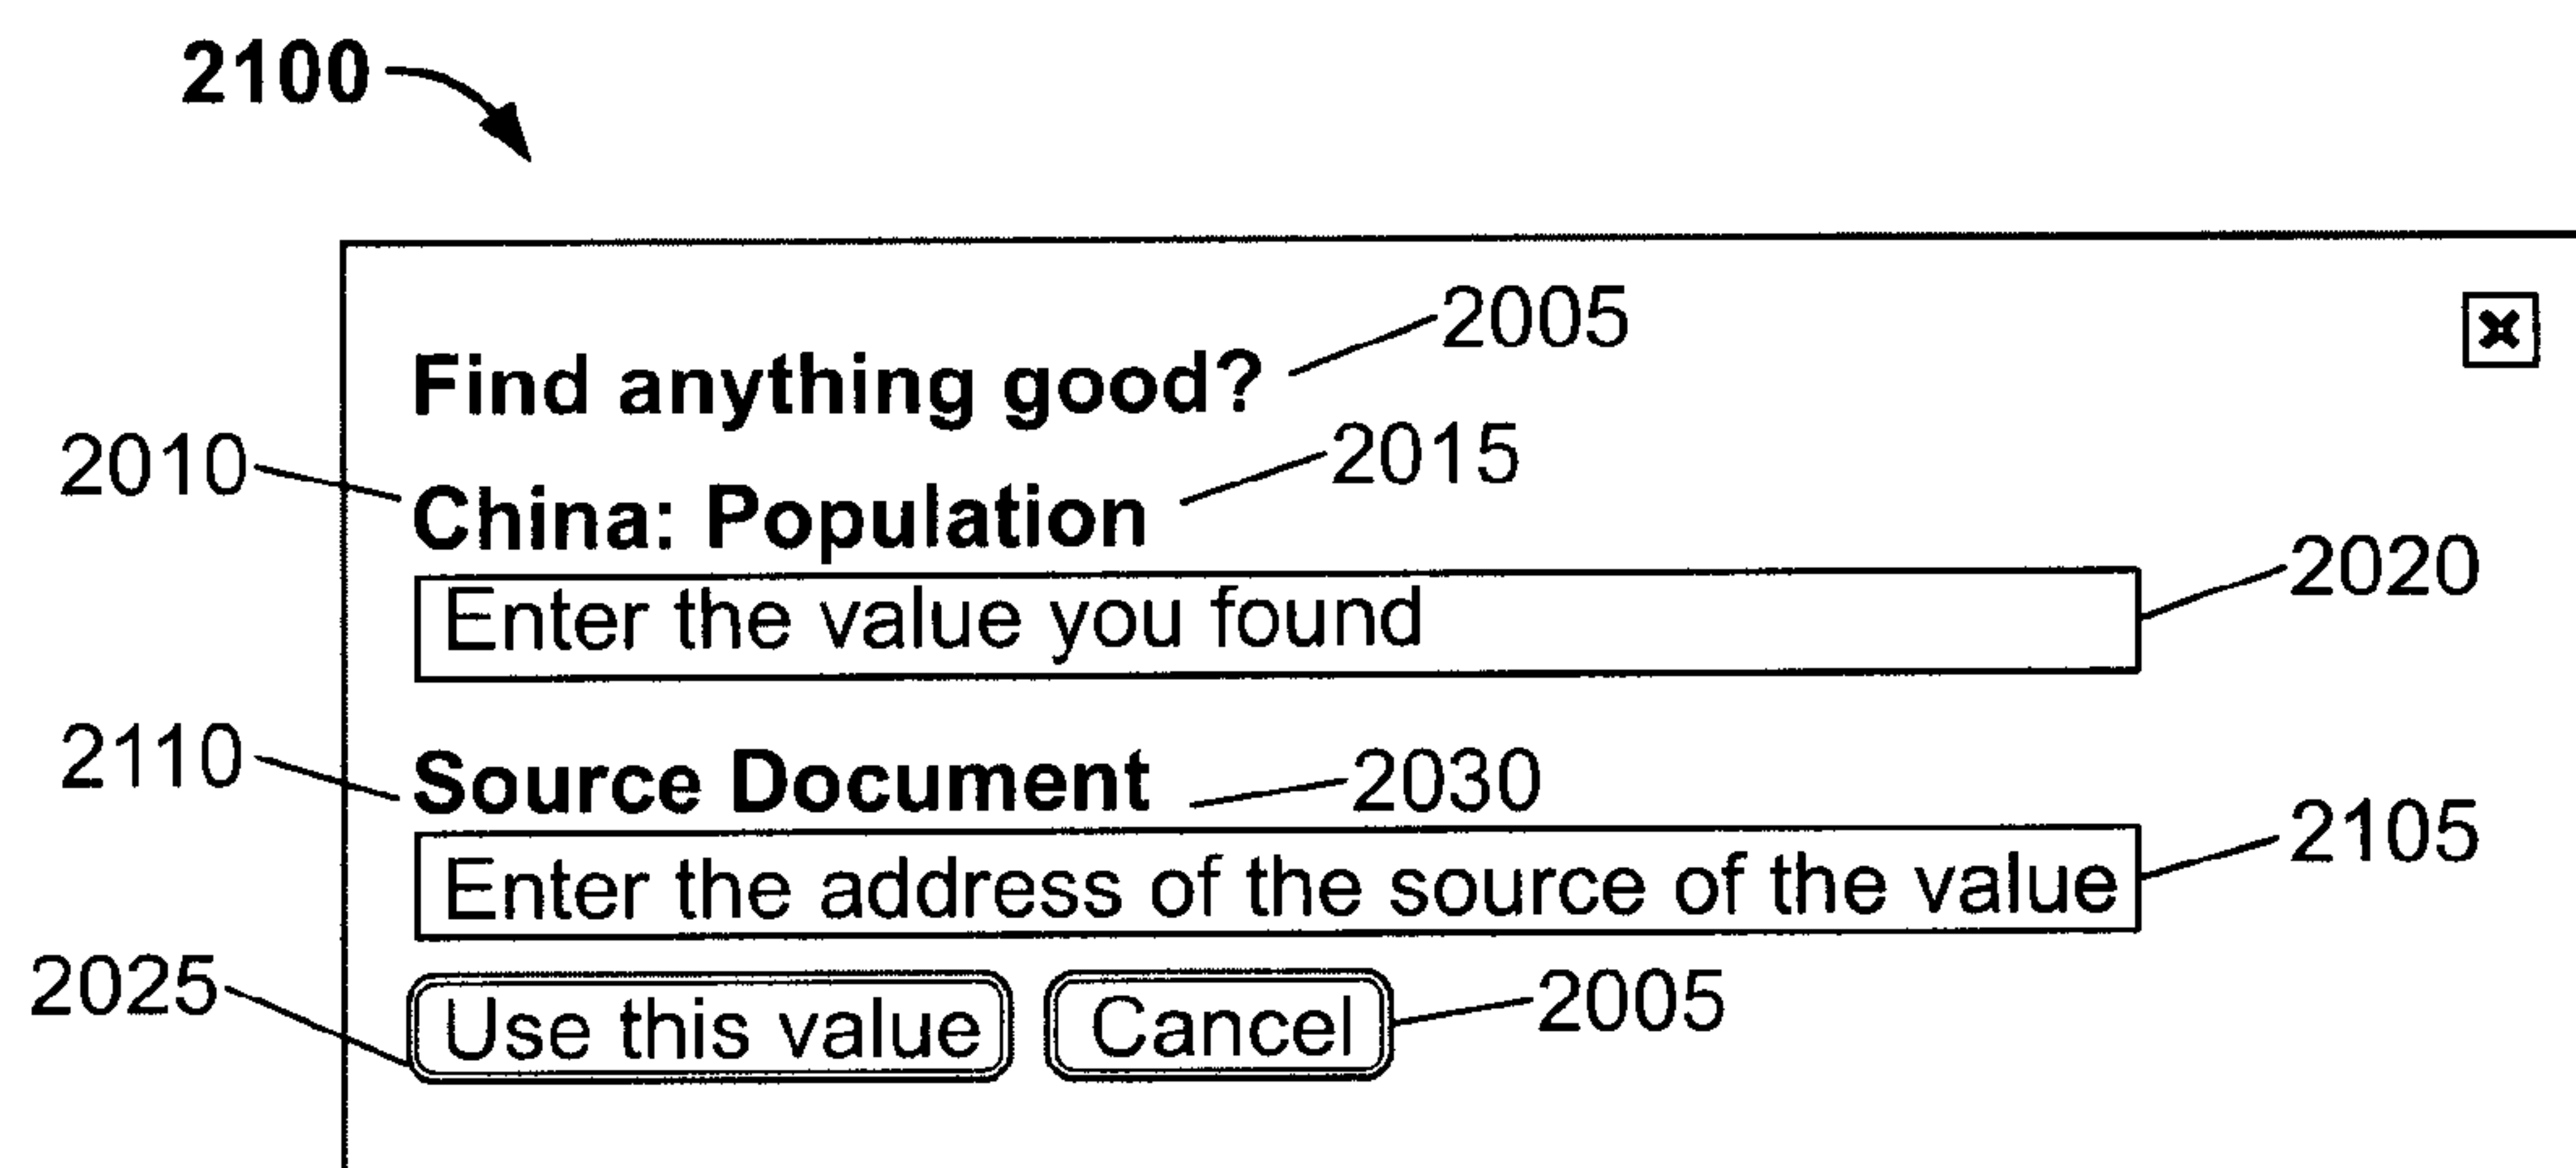 2100
2005
Find anything good?
2010
2015
China: Population
2020
Enter the value you found
2110
Source Document
2030
2105
Enter the address of the source of the value
2025
Use this value
Cancel
2005